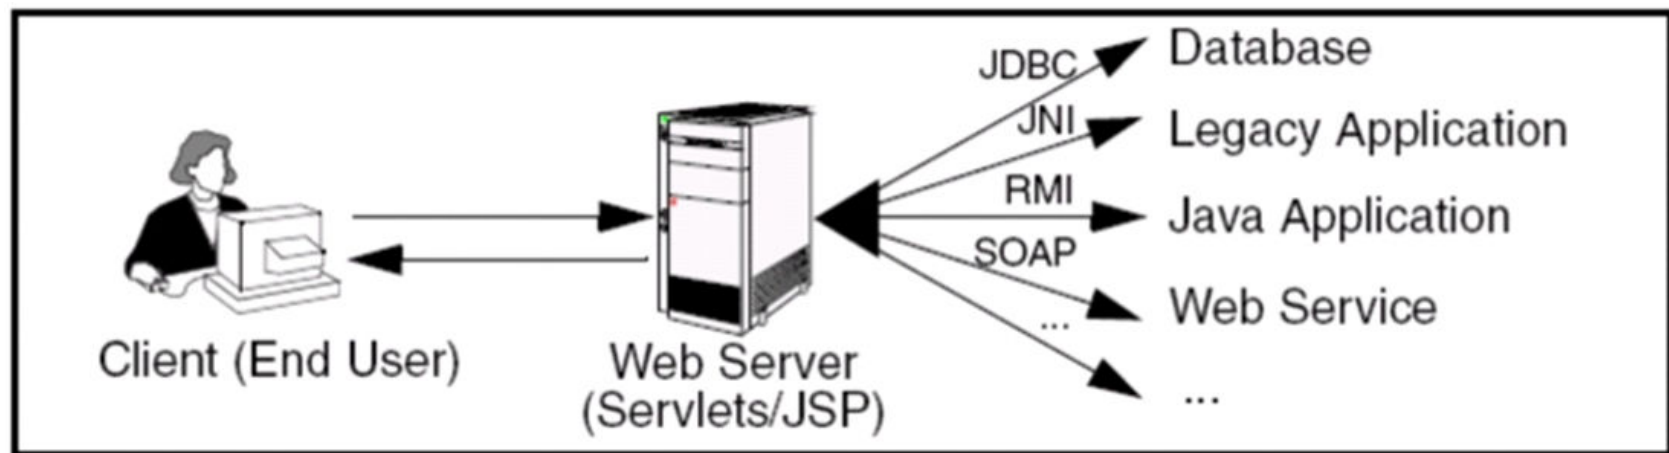 JDBC
Database
JNI
Legacy Application
RMI
Java Application
SOAP
Web Service
...
...
Client (End User)
Web Server
(Servlets/JSP)